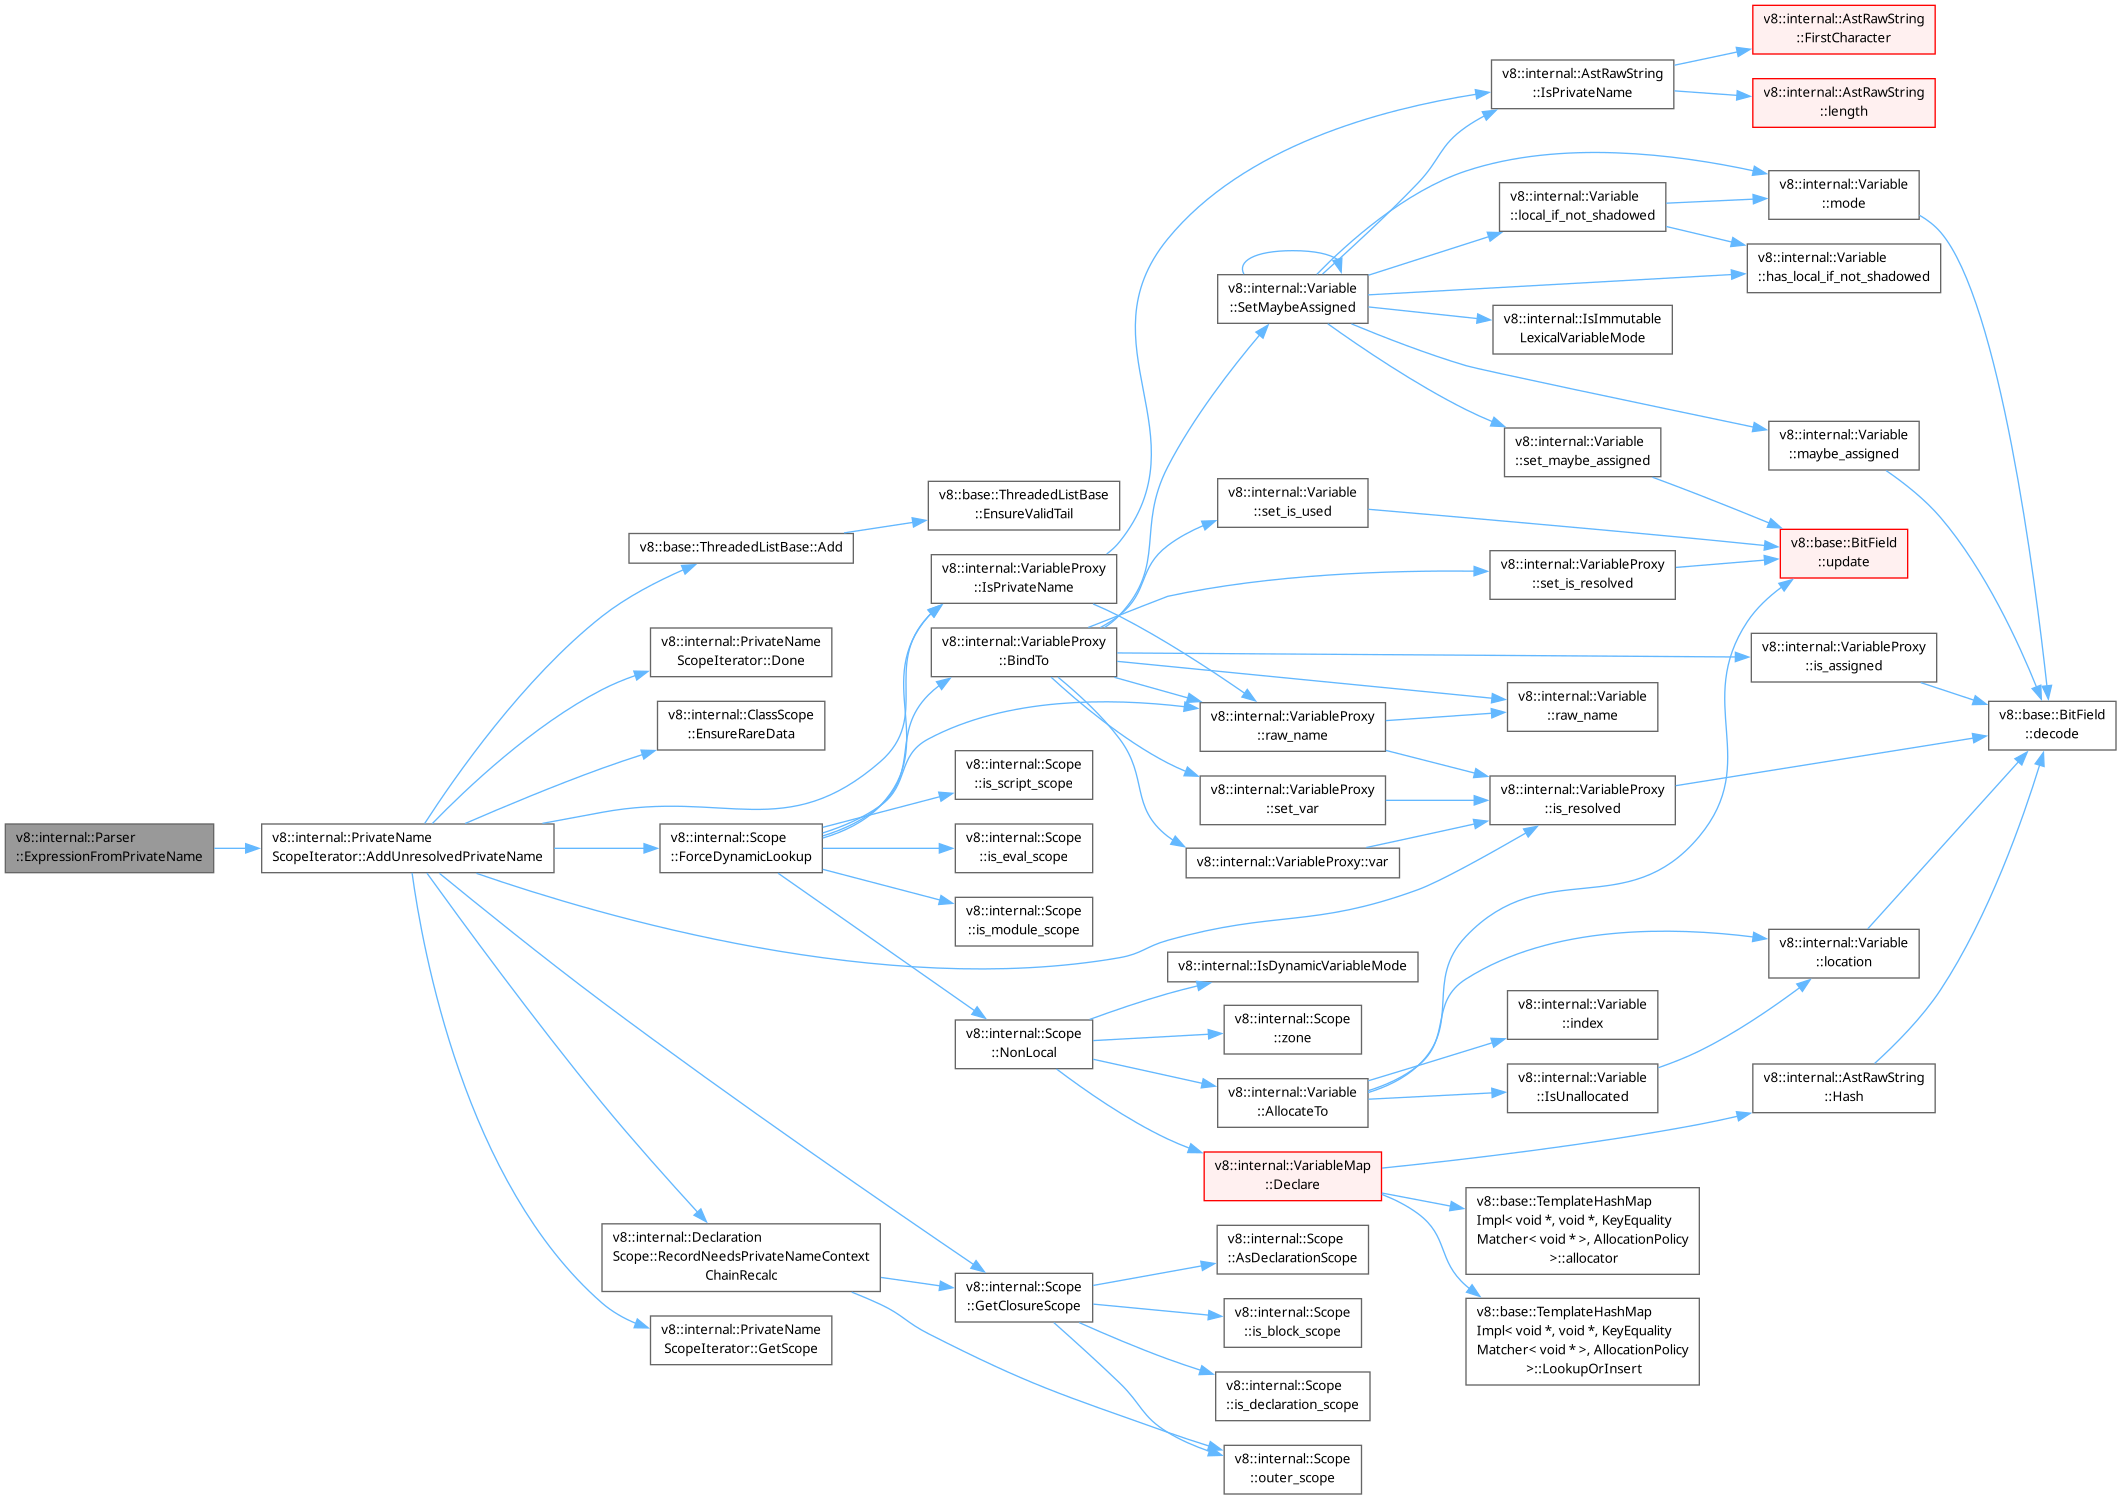 v8::internal::Parser
::ExpressionFromPrivateName
v8::internal::PrivateName
ScopeIterator::AddUnresolvedPrivateName
v8::base::ThreadedListBase::Add
v8::internal::PrivateName
ScopeIterator::Done
v8::internal::ClassScope
::EnsureRareData
v8::internal::Scope
::ForceDynamicLookup
v8::internal::Declaration
Scope::RecordNeedsPrivateNameContext
ChainRecalc
v8::internal::PrivateName
ScopeIterator::GetScope
v8::base::ThreadedListBase
::EnsureValidTail
v8::internal::VariableProxy
::IsPrivateName
v8::internal::VariableProxy
::BindTo
v8::internal::Scope
::is_script_scope
v8::internal::Scope
::is_eval_scope
v8::internal::Scope
::is_module_scope
v8::internal::Scope
::NonLocal
v8::internal::Scope
::GetClosureScope
v8::internal::Variable
::SetMaybeAssigned
v8::internal::Variable
::set_is_used
v8::internal::VariableProxy
::raw_name
v8::internal::VariableProxy
::set_var
v8::internal::VariableProxy::var
v8::internal::IsDynamicVariableMode
v8::internal::Scope
::zone
v8::internal::Variable
::AllocateTo
v8::internal::VariableMap
::Declare
v8::internal::Scope
::AsDeclarationScope
v8::internal::Scope
::is_block_scope
v8::internal::Scope
::is_declaration_scope
v8::internal::Scope
::outer_scope
v8::internal::AstRawString
::IsPrivateName
v8::internal::Variable
::local_if_not_shadowed
v8::internal::IsImmutable
LexicalVariableMode
v8::internal::Variable
::set_maybe_assigned
v8::internal::VariableProxy
::set_is_resolved
v8::internal::Variable
::raw_name
v8::internal::VariableProxy
::is_resolved
v8::internal::Variable
::index
v8::internal::Variable
::IsUnallocated
v8::base::TemplateHashMap
Impl< void *, void *, KeyEquality
Matcher< void * >, AllocationPolicy
>::allocator
v8::base::TemplateHashMap
Impl< void *, void *, KeyEquality
Matcher< void * >, AllocationPolicy
>::LookupOrInsert
v8::internal::AstRawString
::FirstCharacter
v8::internal::AstRawString
::length
v8::internal::Variable
::mode
v8::internal::Variable
::has_local_if_not_shadowed
v8::internal::Variable
::maybe_assigned
v8::base::BitField
::update
v8::internal::VariableProxy
::is_assigned
v8::internal::Variable
::location
v8::internal::AstRawString
::Hash
v8::base::BitField
::decode